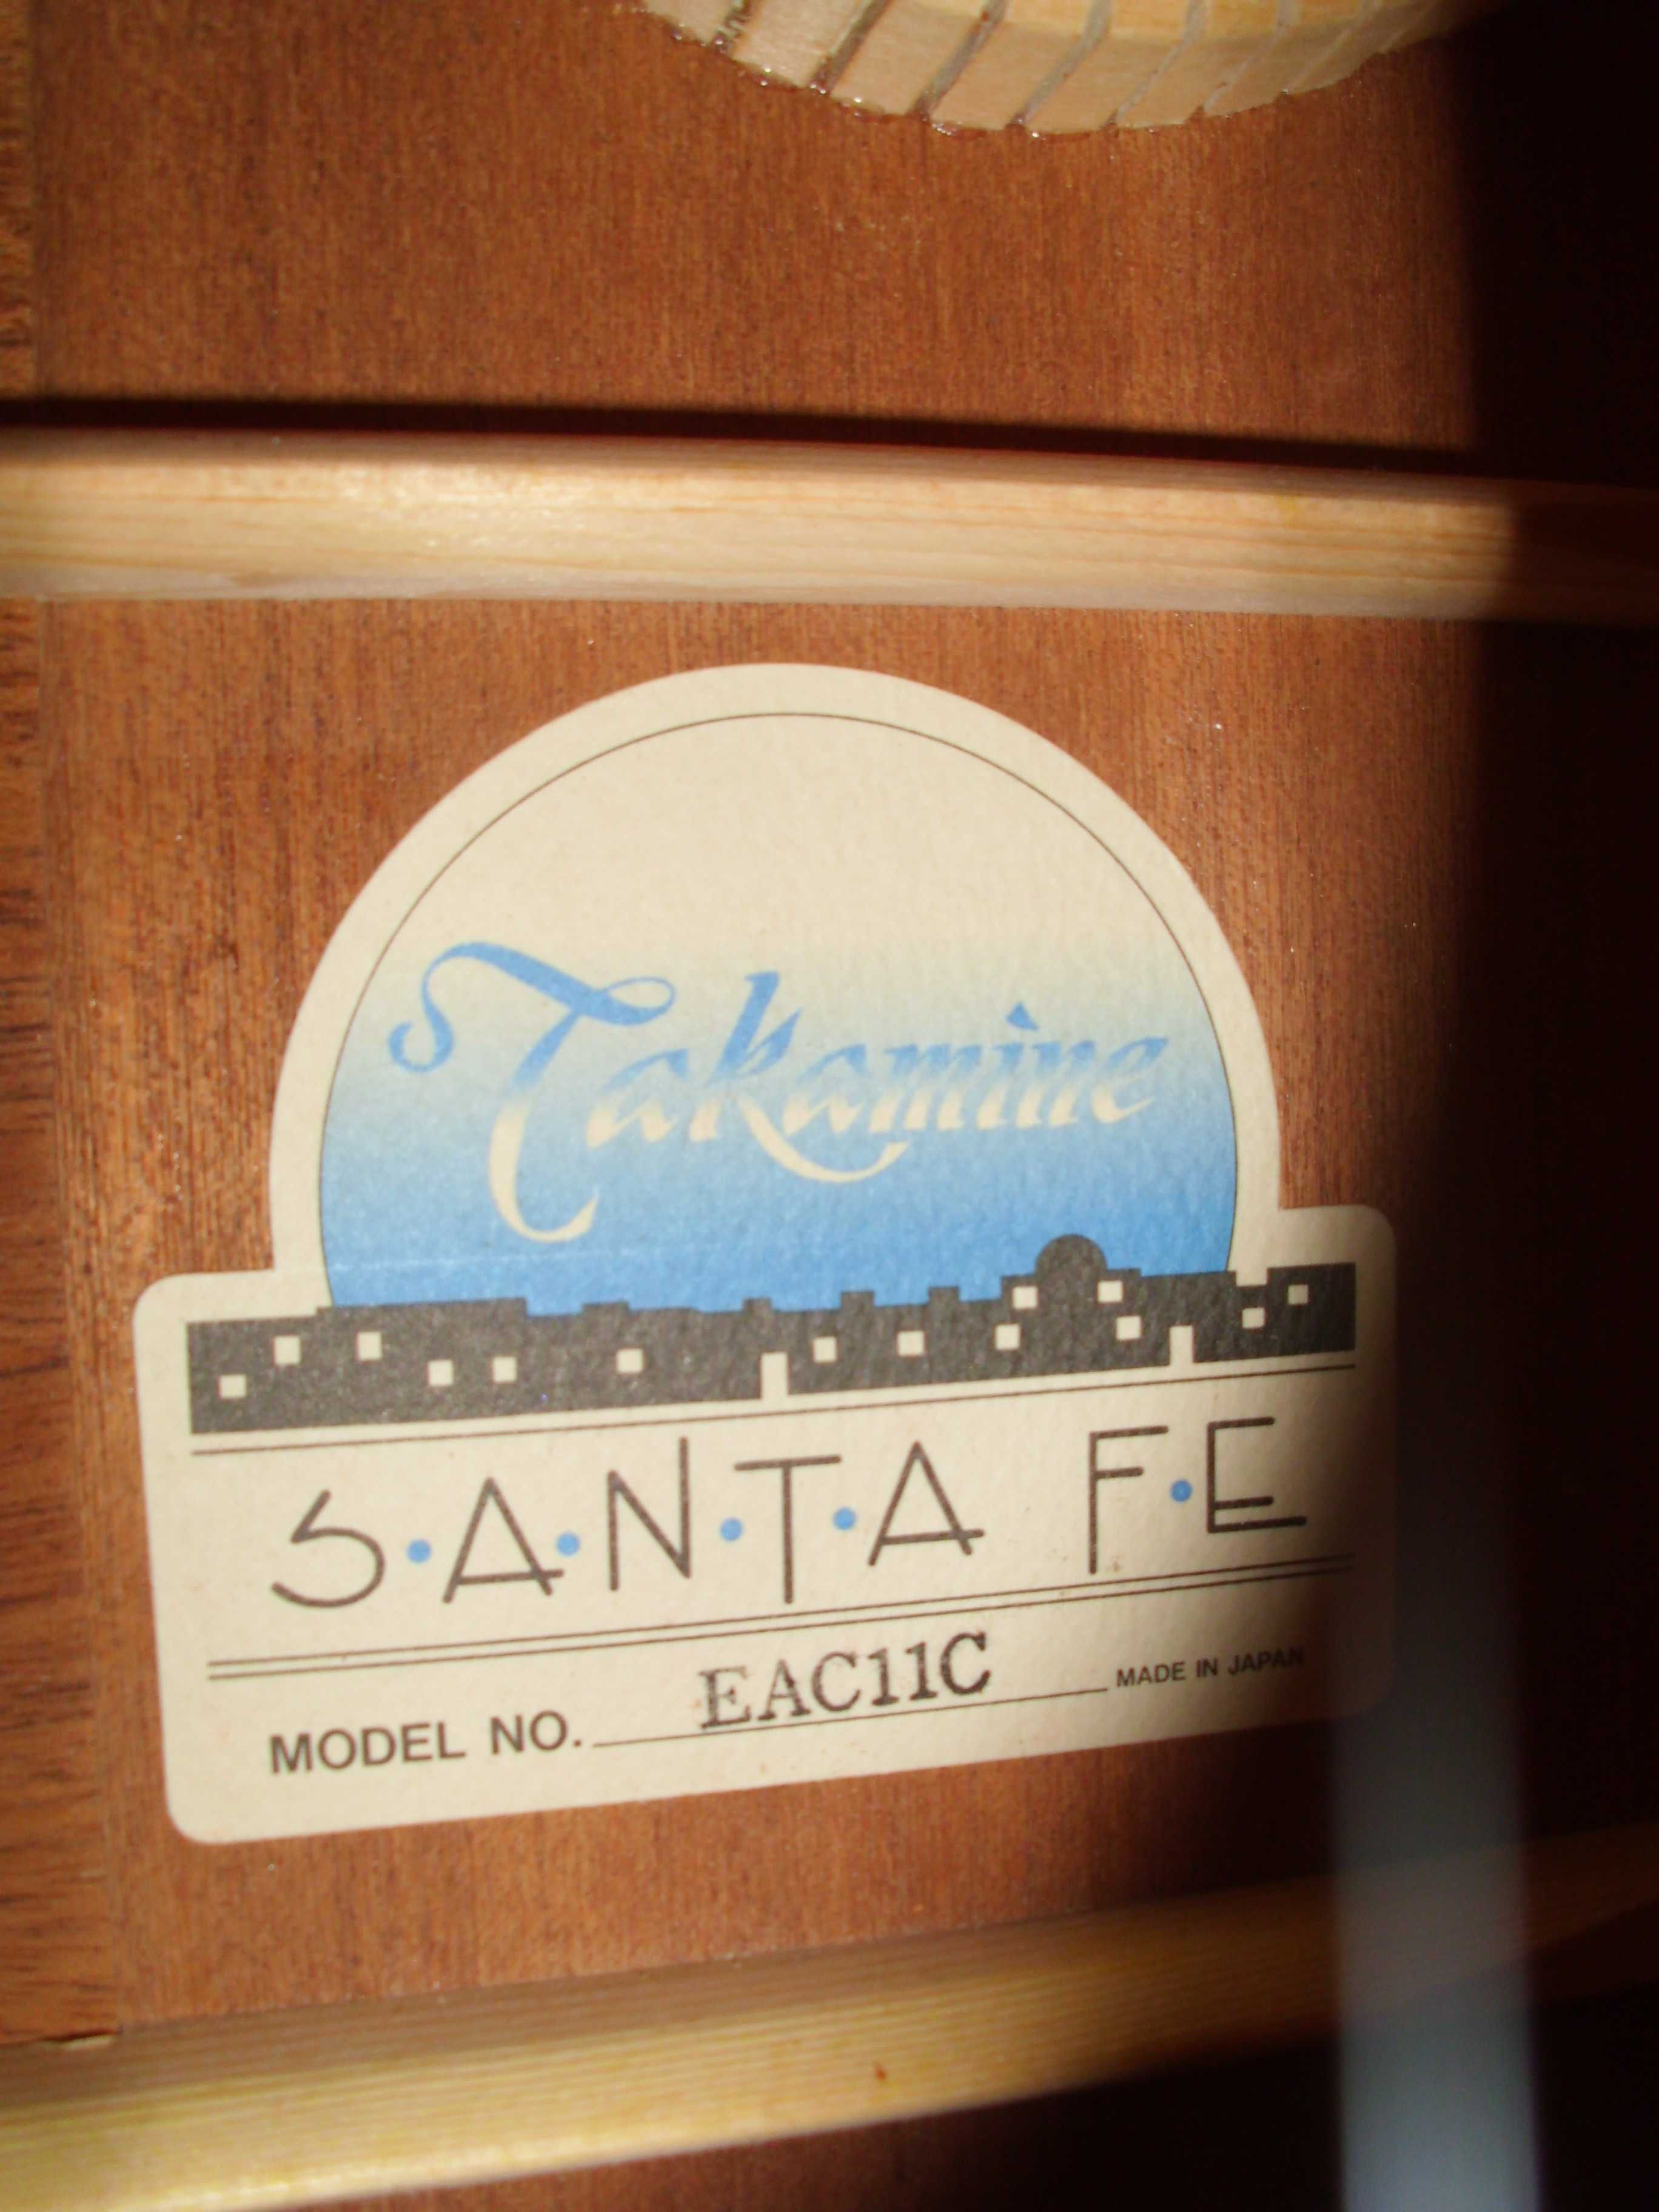 Takamine
S·A·N·T·A F·E
MODEL NO. EAC11C MADE IN JAPAN